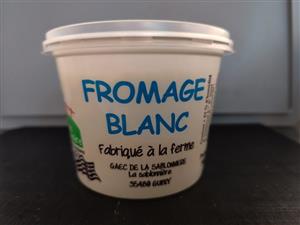 FROMAGE
BLANC
Fabriqué à la ferme
GAEC DE LA SABLONNIERE
La sablonnière
35480 GUIPRY